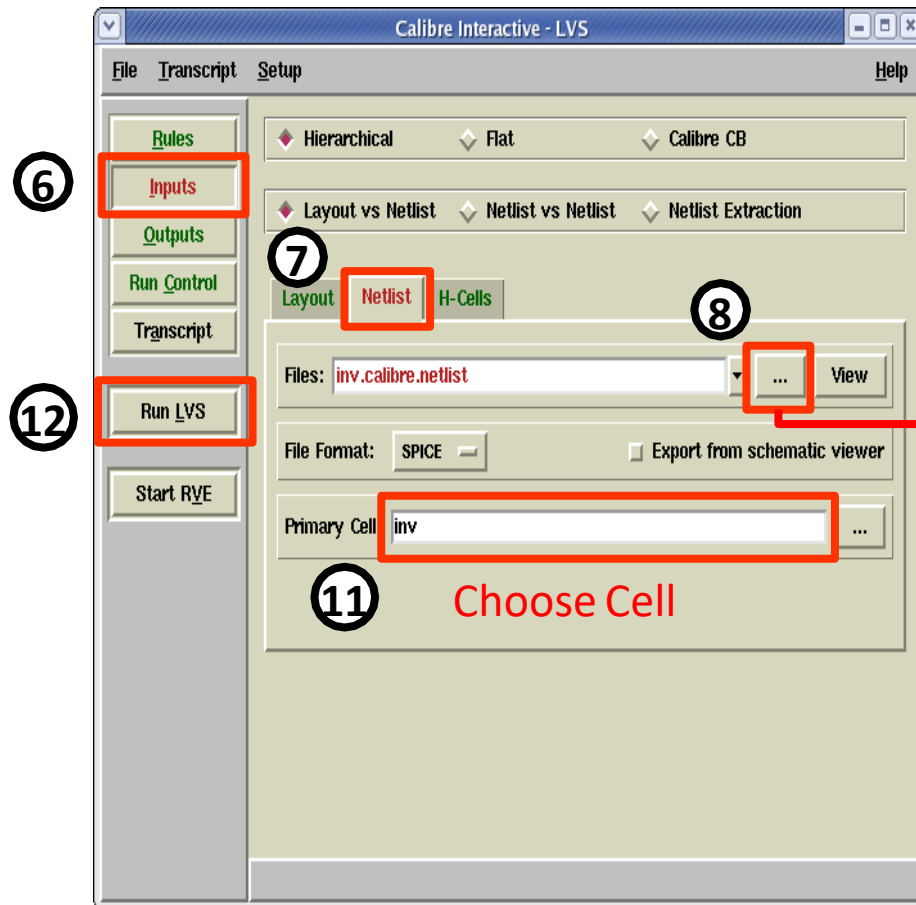 Calibre Interactive - LVS
File Transcript Setup Help
Rules
Hierarchical Flat Calibre CB
6
Inputs
Layout vs Netlist Netlist vs Netlist Netlist Extraction
Outputs
7
Run Control
Layout Netlist H-Cells
8
Transcript
Files: inv.calibre.netlist ... View
12
Run LVS
File Format: SPICE Export from schematic viewer
Start RVE
Primary Cell inv ...
11 Choose Cell